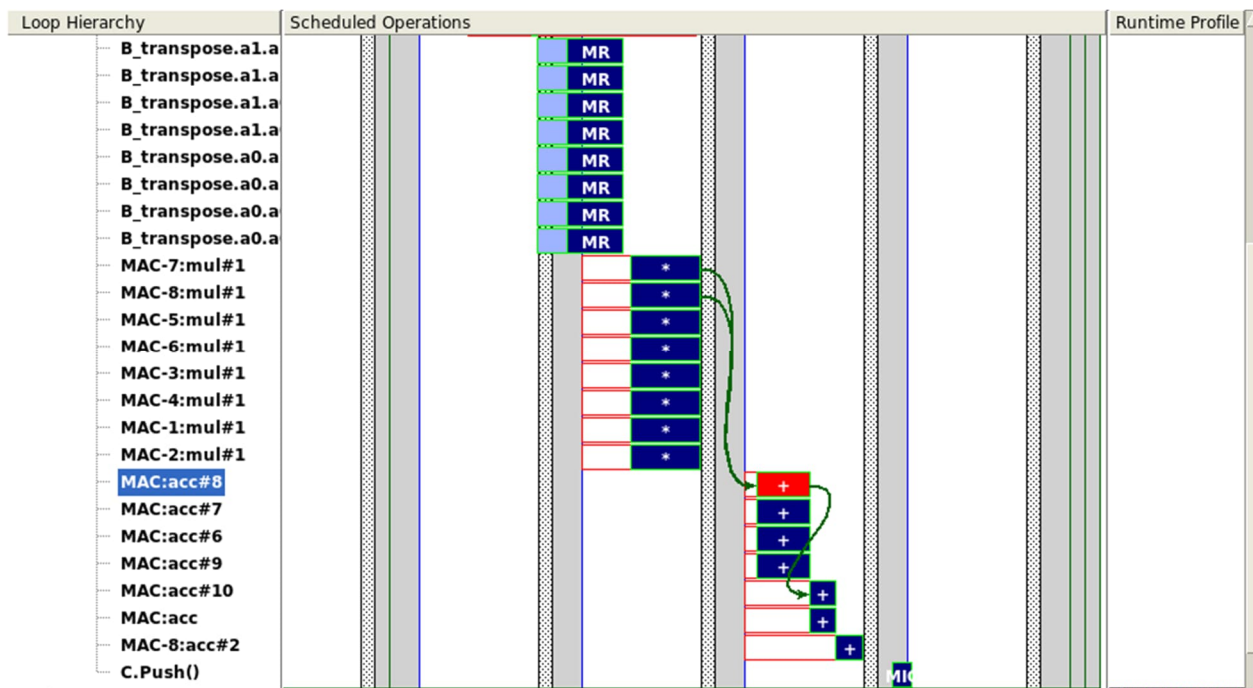 Loop Hierarchy Scheduled Operations Runtime Profile
B_transpose.a1.a MR
B_transpose.a1.a MR
B_transpose.a1.a MR
B_transpose.a1.a MR
B_transpose.a0.a MR
B_transpose.a0.a MR
B_transpose.a0.a MR
B_transpose.a0.a MR
MAC-7:mul#1 *
MAC-8:mul#1 *
MAC-5:mul#1 *
MAC-6:mul#1 *
MAC-3:mul#1 *
MAC-4:mul#1 *
MAC-1:mul#1 *
MAC-2:mul#1 *
MAC:acc#8 +
MAC:acc#7 +
MAC:acc#6 +
MAC:acc#9 +
MAC:acc#10 +
MAC:acc +
MAC-8:acc#2 +
C.Push()